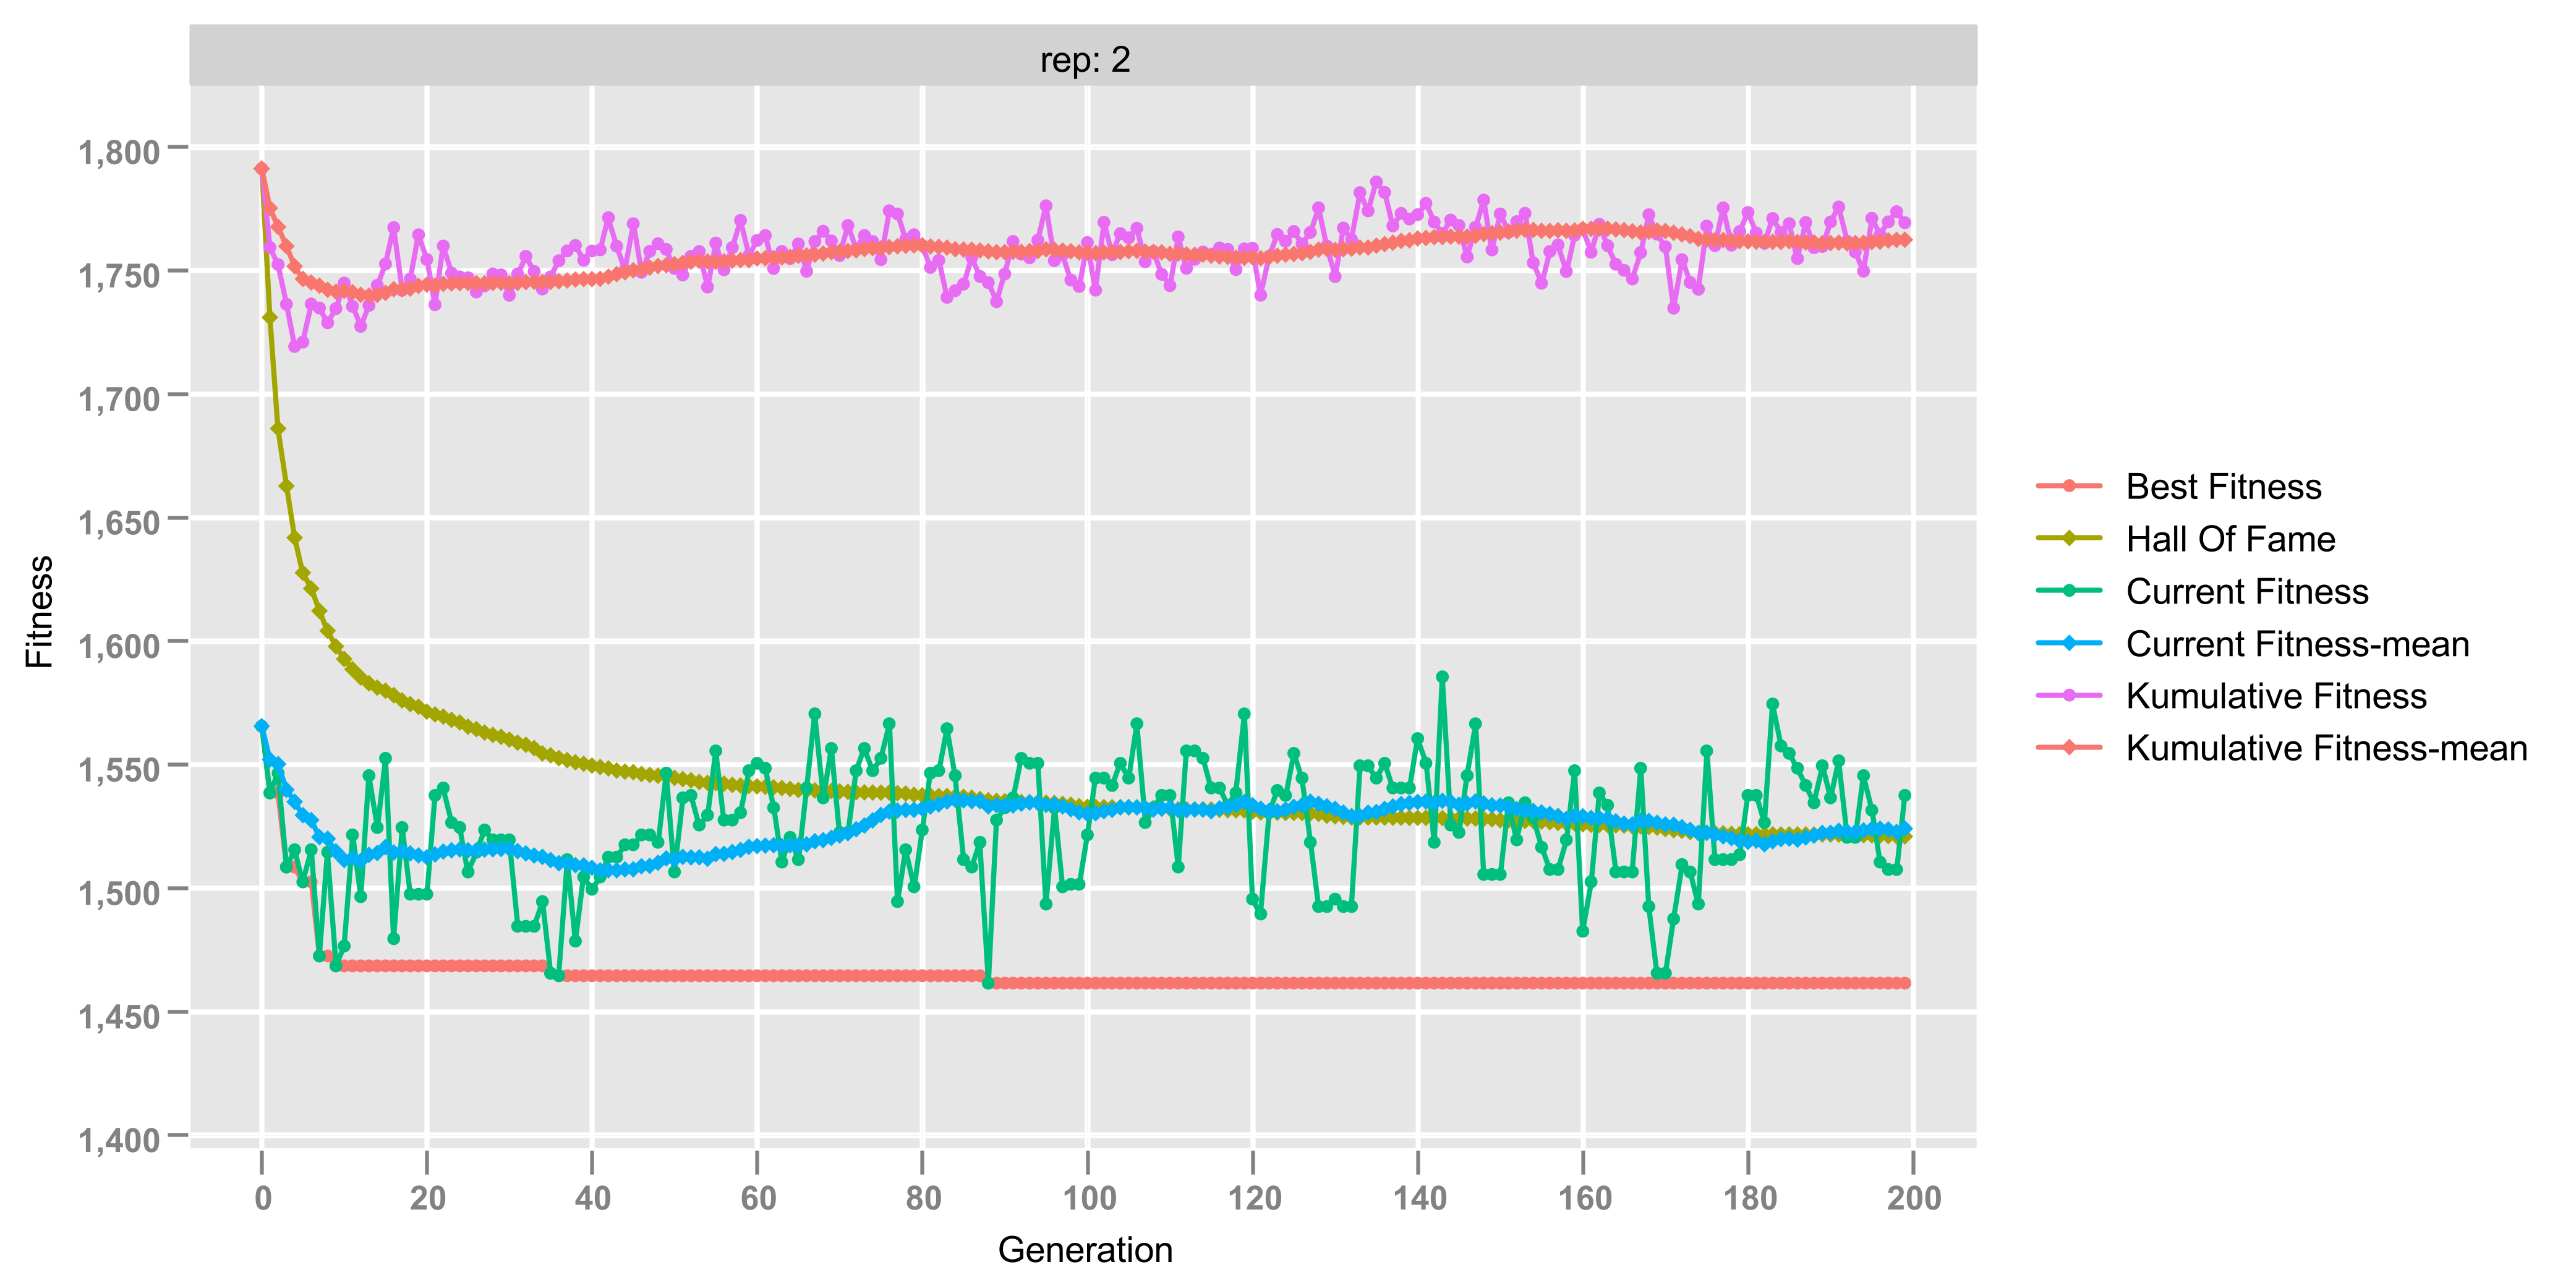 rep: 2
1,800
1,750
1,700
1,650
1,600
1,550
1,500
1,450
1,400
Fitness
0 20 40 60 80 100 120 140 160 180 200
Generation
Best Fitness
Hall Of Fame
Current Fitness
Current Fitness-mean
Kumulative Fitness
Kumulative Fitness-mean